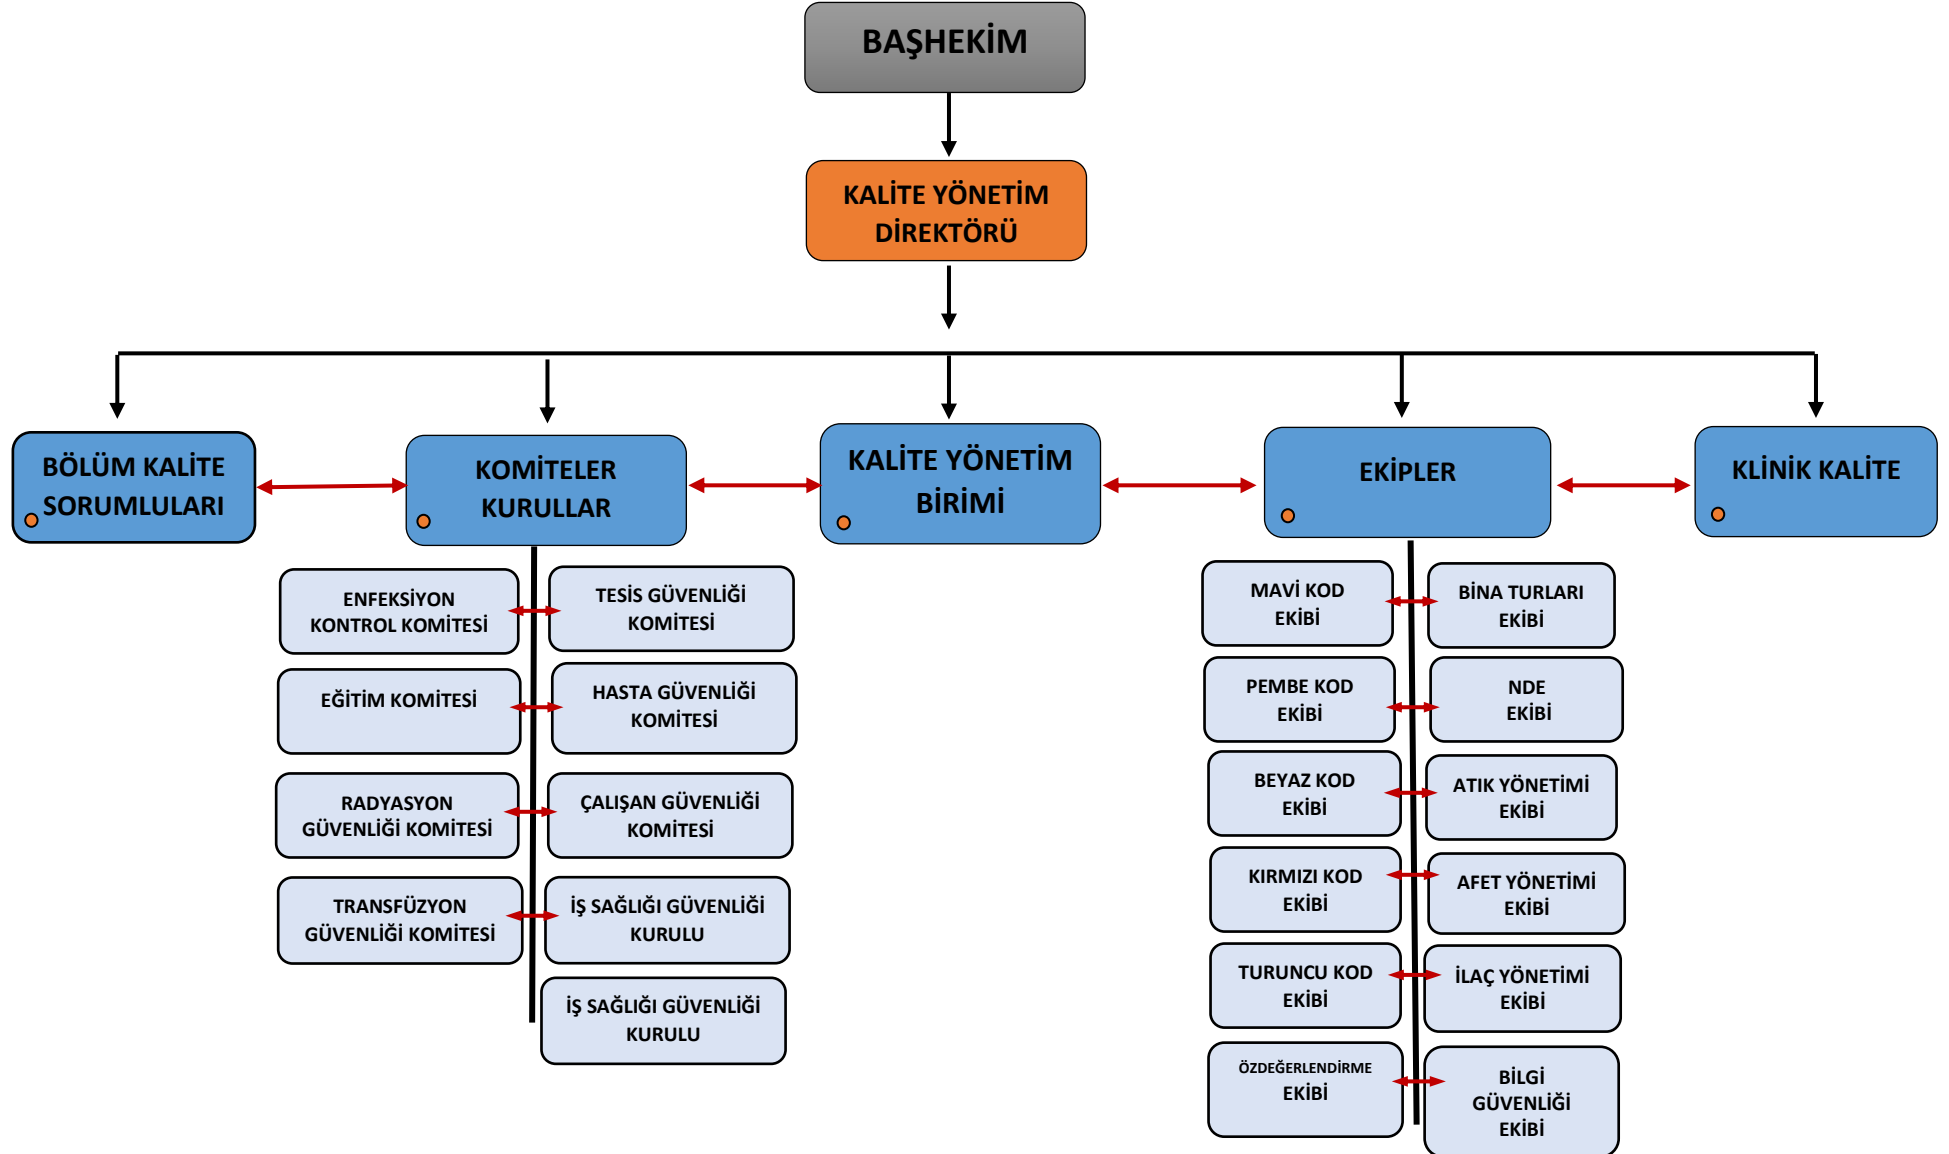 BAŞHEKİM
KALİTE YÖNETİM
DİREKTÖRÜ
BÖLÜM KALİTE
SORUMLULARI
KOMİTELER
KURULLAR
KALİTE YÖNETİM
BİRİMİ
EKİPLER
KLİNİK KALİTE
ENFEKSİYON
KONTROL KOMİTESİ
TESİS GÜVENLİĞİ
KOMİTESİ
EĞİTİM KOMİTESİ
HASTA GÜVENLİĞİ
KOMİTESİ
RADYASYON
GÜVENLİĞİ KOMİTESİ
ÇALIŞAN GÜVENLİĞİ
KOMİTESİ
TRANSFÜZYON
GÜVENLİĞİ KOMİTESİ
İŞ SAĞLIĞI GÜVENLİĞİ
KURULU
İŞ SAĞLIĞI GÜVENLİĞİ
KURULU
MAVİ KOD
EKİBİ
BİNA TURLARI
EKİBİ
PEMBE KOD
EKİBİ
NDE
EKİBİ
BEYAZ KOD
EKİBİ
ATIK YÖNETİMİ
EKİBİ
KIRMIZI KOD
EKİBİ
AFET YÖNETİMİ
EKİBİ
TURUNCU KOD
EKİBİ
İLAÇ YÖNETİMİ
EKİBİ
ÖZDEĞERLENDİRME
EKİBİ
BİLGİ
GÜVENLİĞİ
EKİBİ